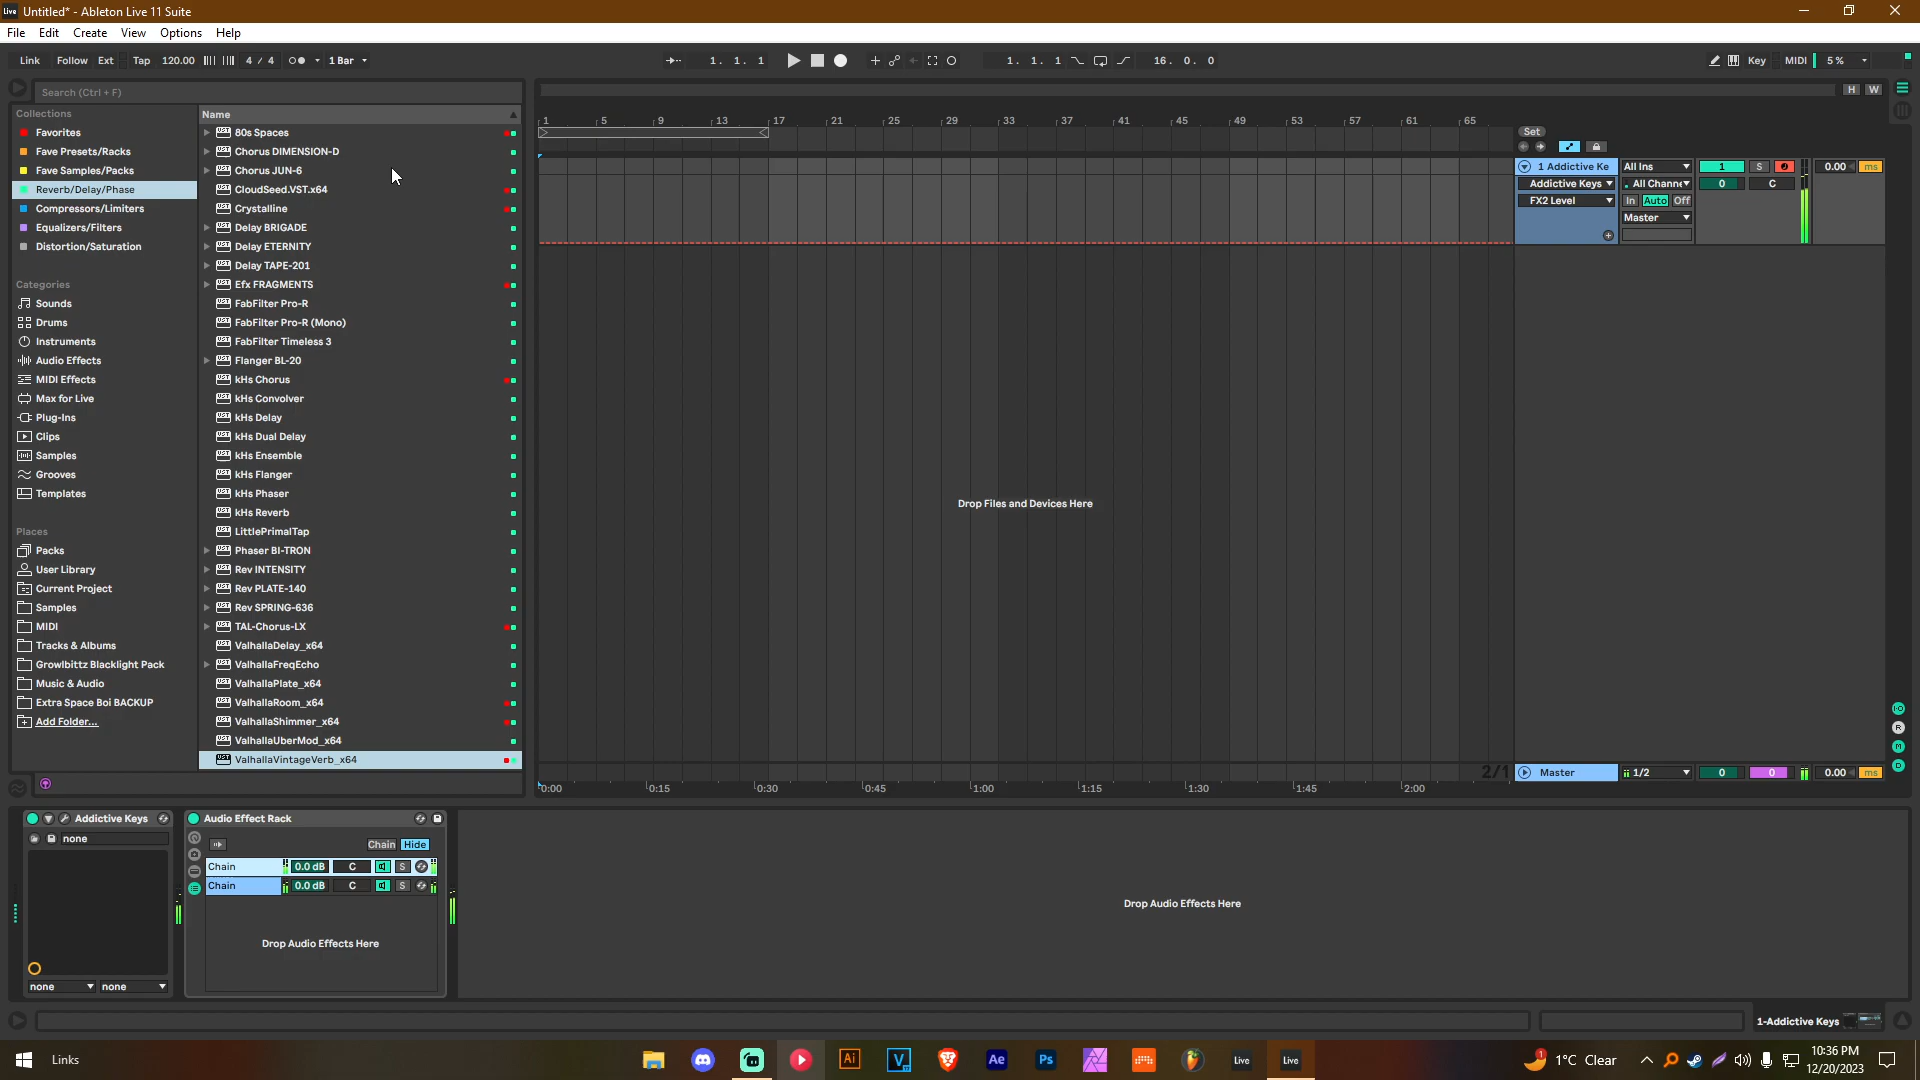 Untitled* - Ableton Live 11 Suite
File Edit Create View Options Help
Link Follow Ext Tap 120.00 4 / 4 1 Bar 1. 1. 1 1. 1. 1 16. 0. 0 Key MIDI 5 %
Search (Ctrl + F)
H W
Collections
Favorites
Fave Presets/Racks
Fave Samples/Packs
Reverb/Delay/Phase
Compressors/Limiters
Equalizers/Filters
Distortion/Saturation
Categories
Sounds
Drums
Instruments
Audio Effects
MIDI Effects
Max for Live
Plug-Ins
Clips
Samples
Grooves
Templates
Places
Packs
User Library
Current Project
Samples
MIDI
Tracks & Albums
Growlbittz Blacklight Pack
Music & Audio
Extra Space Boi BACKUP
Add Folder...
Name
80s Spaces
Chorus DIMENSION-D
Chorus JUN-6
CloudSeed.VST.x64
Crystalline
Delay BRIGADE
Delay ETERNITY
Delay TAPE-201
Efx FRAGMENTS
FabFilter Pro-R
FabFilter Pro-R (Mono)
FabFilter Timeless 3
Flanger BL-20
kHs Chorus
kHs Convolver
kHs Delay
kHs Dual Delay
kHs Ensemble
kHs Flanger
kHs Phaser
kHs Reverb
LittlePrimalTap
Phaser BI-TRON
Rev INTENSITY
Rev PLATE-140
Rev SPRING-636
TAL-Chorus-LX
ValhallaDelay_x64
ValhallaFreqEcho
ValhallaPlate_x64
ValhallaRoom_x64
ValhallaShimmer_x64
ValhallaUberMod_x64
ValhallaVintageVerb_x64
1 5 9 13 17 21 25 29 33 37 41 45 49 53 57 61 65
Set
1 Addictive Ke All Ins 1 S 0.00 ms
Addictive Keys All Channe 0 C
FX2 Level In Auto Off
Master
Drop Files and Devices Here
2/1 Master 1/2 0 0 0.00 ms
0:00 0:15 0:30 0:45 1:00 1:15 1:30 1:45 2:00
R
M
D
Addictive Keys
none
none none
Audio Effect Rack
Chain Hide
Chain 0.0 dB C S
Chain 0.0 dB C S
Drop Audio Effects Here
Drop Audio Effects Here
1-Addictive Keys
Links
Ai V Ae Ps Live Live
1°C Clear
10:36 PM
12/20/2023